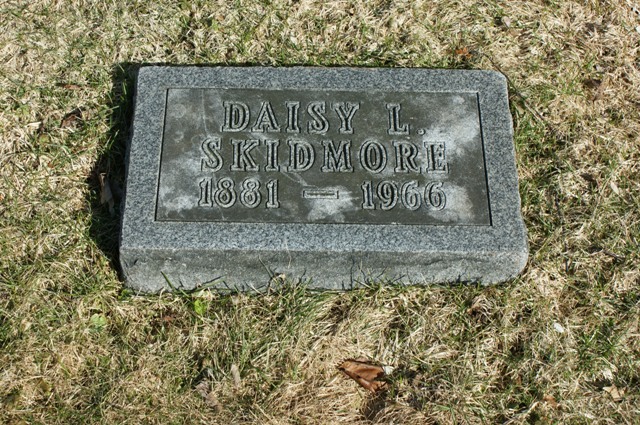 DAISY L.
SKIDMORE
1881 - 1966